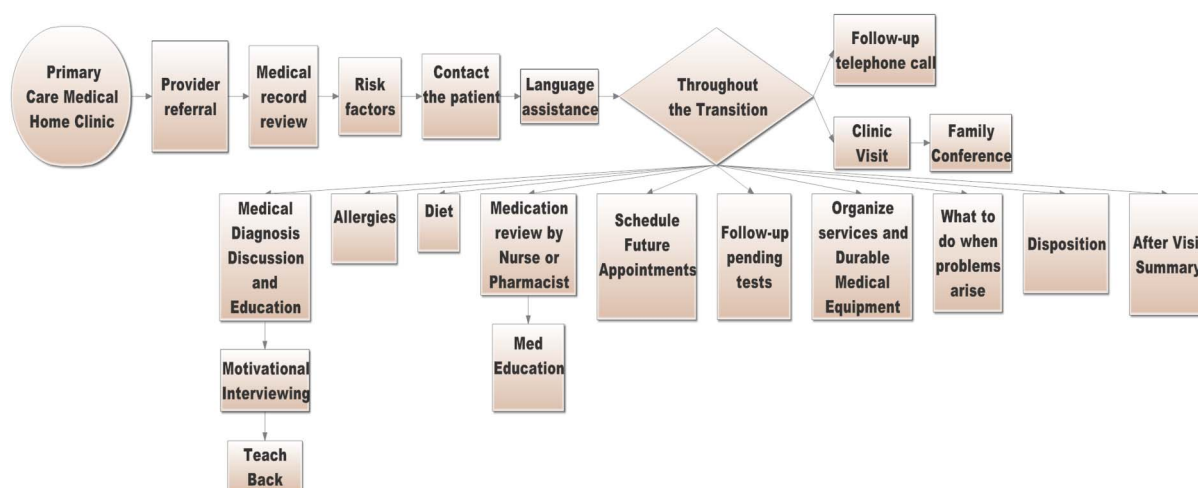 Primary
Care Medical
Home Clinic
Provider
referral
Medical
record
review
Risk
factors
Contact
the patient
Language
assistance
Throughout
the Transition
Follow-up
telephone call
Clinic
Visit
Family
Conference
Medical
Diagnosis
Discussion
and
Education
Allergies
Diet
Medication
review by
Nurse or
Pharmacist
Schedule
Future
Appointments
Follow-up
pending
tests
Organize
services and
Durable
Medical
Equipment
What to
do when
problems
arise
Disposition
After Visi
Summary
Motivational
Interviewing
Med
Education
Teach
Back